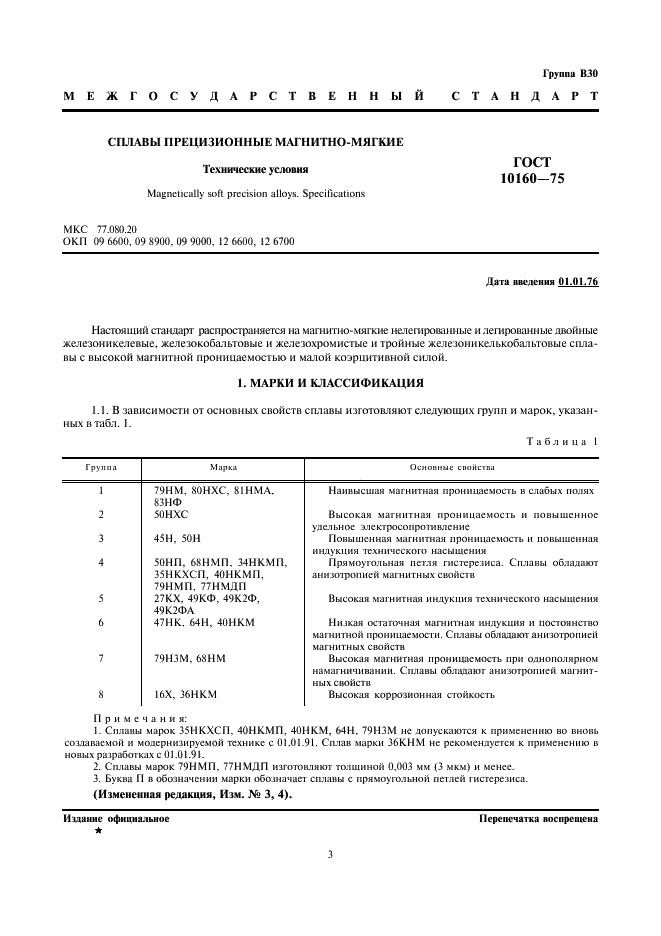 Группа В30
МЕЖГОСУДАРСТВЕННЫЙ СТАНДАРТ
СПЛАВЫ ПРЕЦИЗИОННЫЕ МАГНИТНО-МЯГКИЕ
Технические условия
Magnetically soft precision alloys. Specifications
ГОСТ
10160—75
МКС 77.080.20
ОКП 09 6600, 09 8900, 09 9000, 12 6600, 12 6700
Дата введения 01.01.76
Настоящий стандарт распространяется на магнитно-мягкие нелегированные и легированные двойные
железоникелевые, железокобальтовые и железохромистые и тройные железоникелькобальтовые спла-
вы с высокой магнитной проницаемостью и малой коэрцитивной силой.
1. МАРКИ И КЛАССИФИКАЦИЯ
1.1. В зависимости от основных свойств сплавы изготовляют следующих групп и марок, указан-
ных в табл. 1.
Таблица 1
Группа Марка Основные свойства
1 79НМ, 80НХС, 81НМА, Наивысшая магнитная проницаемость в слабых полях
83НФ
2 50НХС Высокая магнитная проницаемость и повышенное
удельное электросопротивление
3 45Н, 50Н Повышенная магнитная проницаемость и повышенная
индукция технического насыщения
4 50НП, 68НМП, 34НКМП, Прямоугольная петля гистерезиса. Сплавы обладают
35НКХСП, 40НКМП, анизотропией магнитных свойств
79НМП, 77НМДП
5 27КХ, 49КФ, 49К2Ф, Высокая магнитная индукция технического насыщения
49К2ФА
6 47НК, 64Н, 40НКМ Низкая остаточная магнитная индукция и постоянство
магнитной проницаемости. Сплавы обладают анизотропией
магнитных свойств
7 79Н3М, 68НМ Высокая магнитная проницаемость при однополярном
намагничивании. Сплавы обладают анизотропией магнит-
ных свойств
8 16Х, 36НКМ Высокая коррозионная стойкость
Примечания:
1. Сплавы марок 35НКХСП, 40НКМП, 40НКМ, 64Н, 79Н3М не допускаются к применению во вновь
создаваемой и модернизируемой технике с 01.01.91. Сплав марки 36КНМ не рекомендуется к применению в
новых разработках с 01.01.91.
2. Сплавы марок 79НМП, 77НМДП изготовляют толщиной 0,003 мм (3 мкм) и менее.
3. Буква П в обозначении марки обозначает сплавы с прямоугольной петлей гистерезиса.
(Измененная редакция, Изм. № 3, 4).
Издание официальное Перепечатка воспрещена
★
3